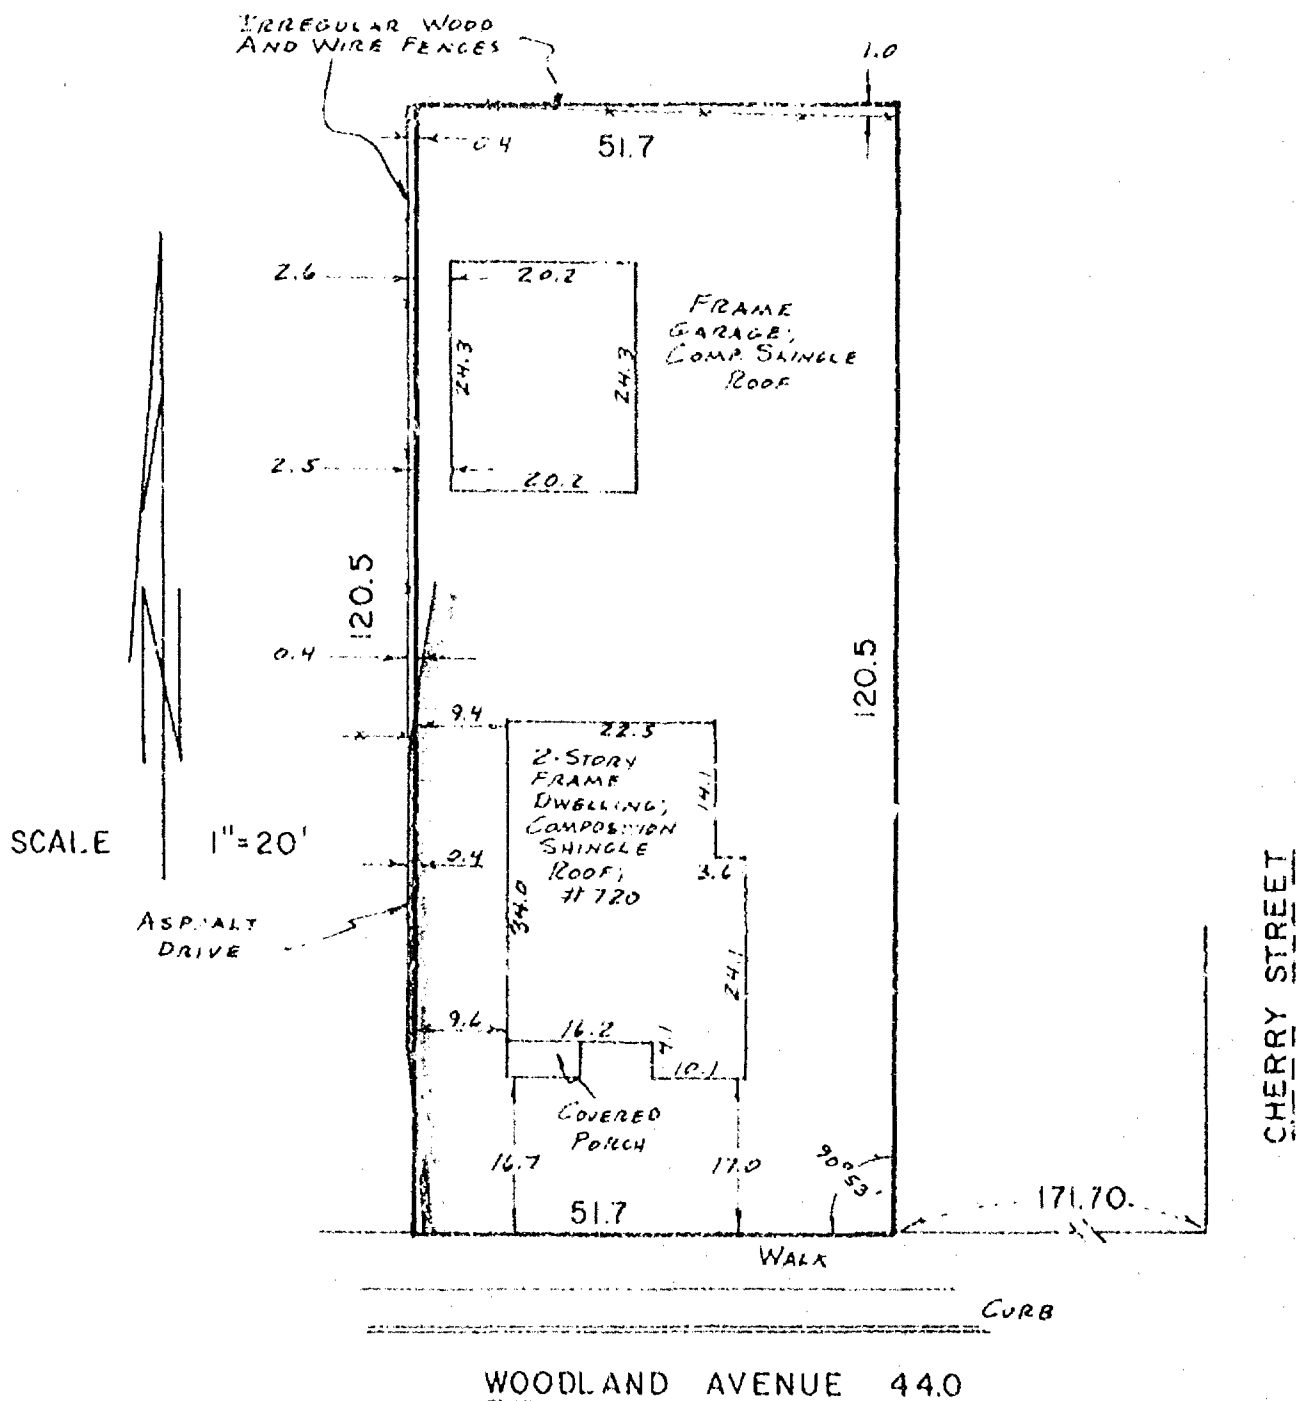 IRREGULAR WOOD
AND WIRE FENCES
1.0
0.4
51.7
2.6
20.2
FRAME
GARAGE;
COMP. SHINGLE
ROOF
24.3
24.3
2.5
20.2
120.5
0.4
120.5
9.4
22.5
2-STORY
FRAME
DWELLING;
COMPOSITION
SHINGLE
ROOF;
#720
14.1
SCALE 1"=20'
0.4
3.6
34.0
ASPHALT
DRIVE
24.1
CHERRY STREET
9.6
16.2
4.1
10.1
COVERED
PORCH
16.7
17.0
90°53'
171.70
51.7
WALK
CURB
WOODLAND AVENUE 44.0